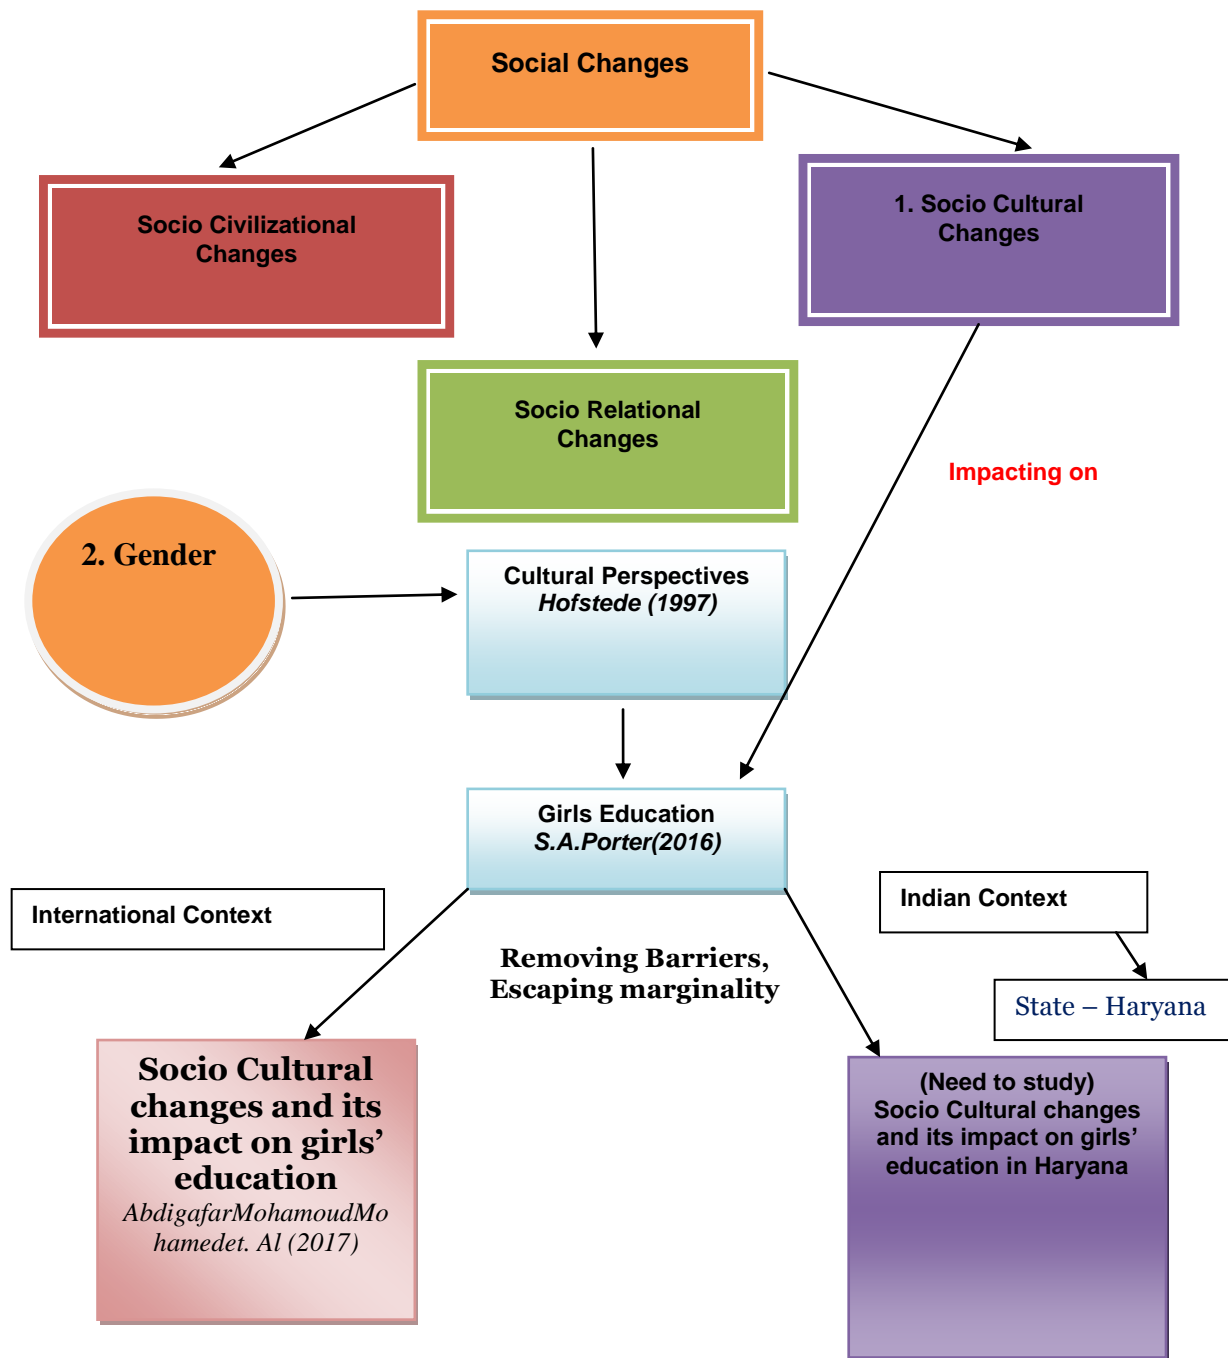 Social Changes
Socio Civilizational
Changes
1. Socio Cultural
Changes
Socio Relational
Changes
Impacting on
2. Gender
Cultural Perspectives
Hofstede (1997)
Girls Education
S.A.Porter(2016)
International Context
Indian Context
Removing Barriers,
Escaping marginality
State – Haryana
Socio Cultural
changes and its
impact on girls’
education
AbdigafarMohamoudMo
hamedet. Al (2017)
(Need to study)
Socio Cultural changes
and its impact on girls’
education in Haryana